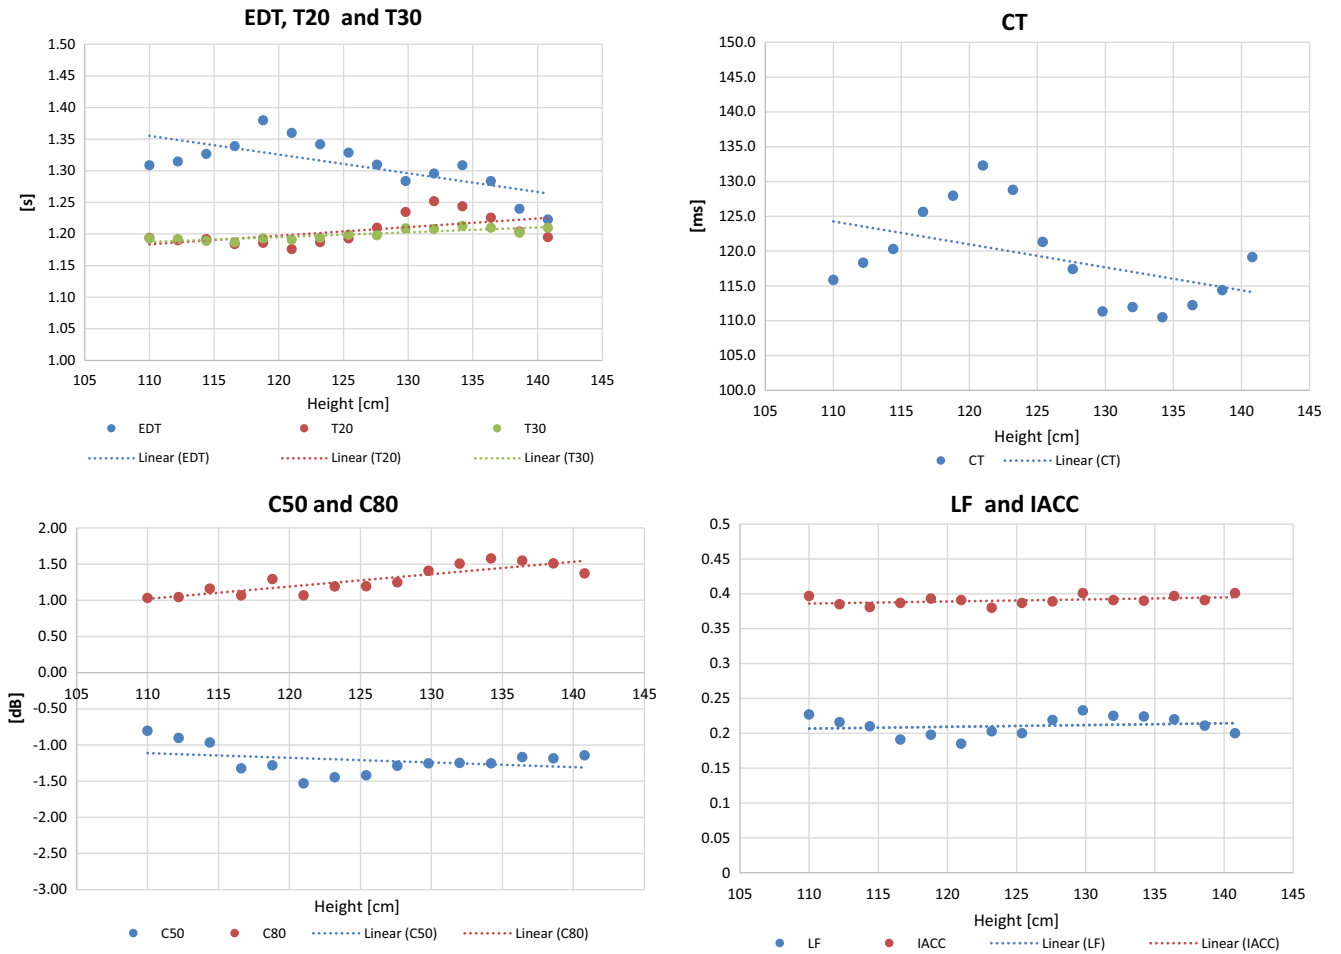 EDT, T20 and T30
1.50
1.45
1.40
1.35
1.30
1.25
1.20
1.15
1.10
1.05
1.00
[s]
105 110 115 120 125 130 135 140 145
Height [cm]
EDT T20 T30
Linear (EDT) Linear (T20) Linear (T30)
CT
150.0
145.0
140.0
135.0
130.0
125.0
120.0
115.0
110.0
105.0
100.0
[ms]
105 110 115 120 125 130 135 140 145
Height [cm]
CT Linear (CT)
C50 and C80
2.00
1.50
1.00
0.50
0.00
105 110 115 120 125 130 135 140 145
-0.50
-1.00
-1.50
-2.00
-2.50
-3.00
[dB]
Height [cm]
C50 C80 Linear (C50) Linear (C80)
LF and IACC
0.5
0.45
0.4
0.35
0.3
0.25
0.2
0.15
0.1
0.05
0
105 110 115 120 125 130 135 140 145
Height [cm]
LF IACC Linear (LF) Linear (IACC)